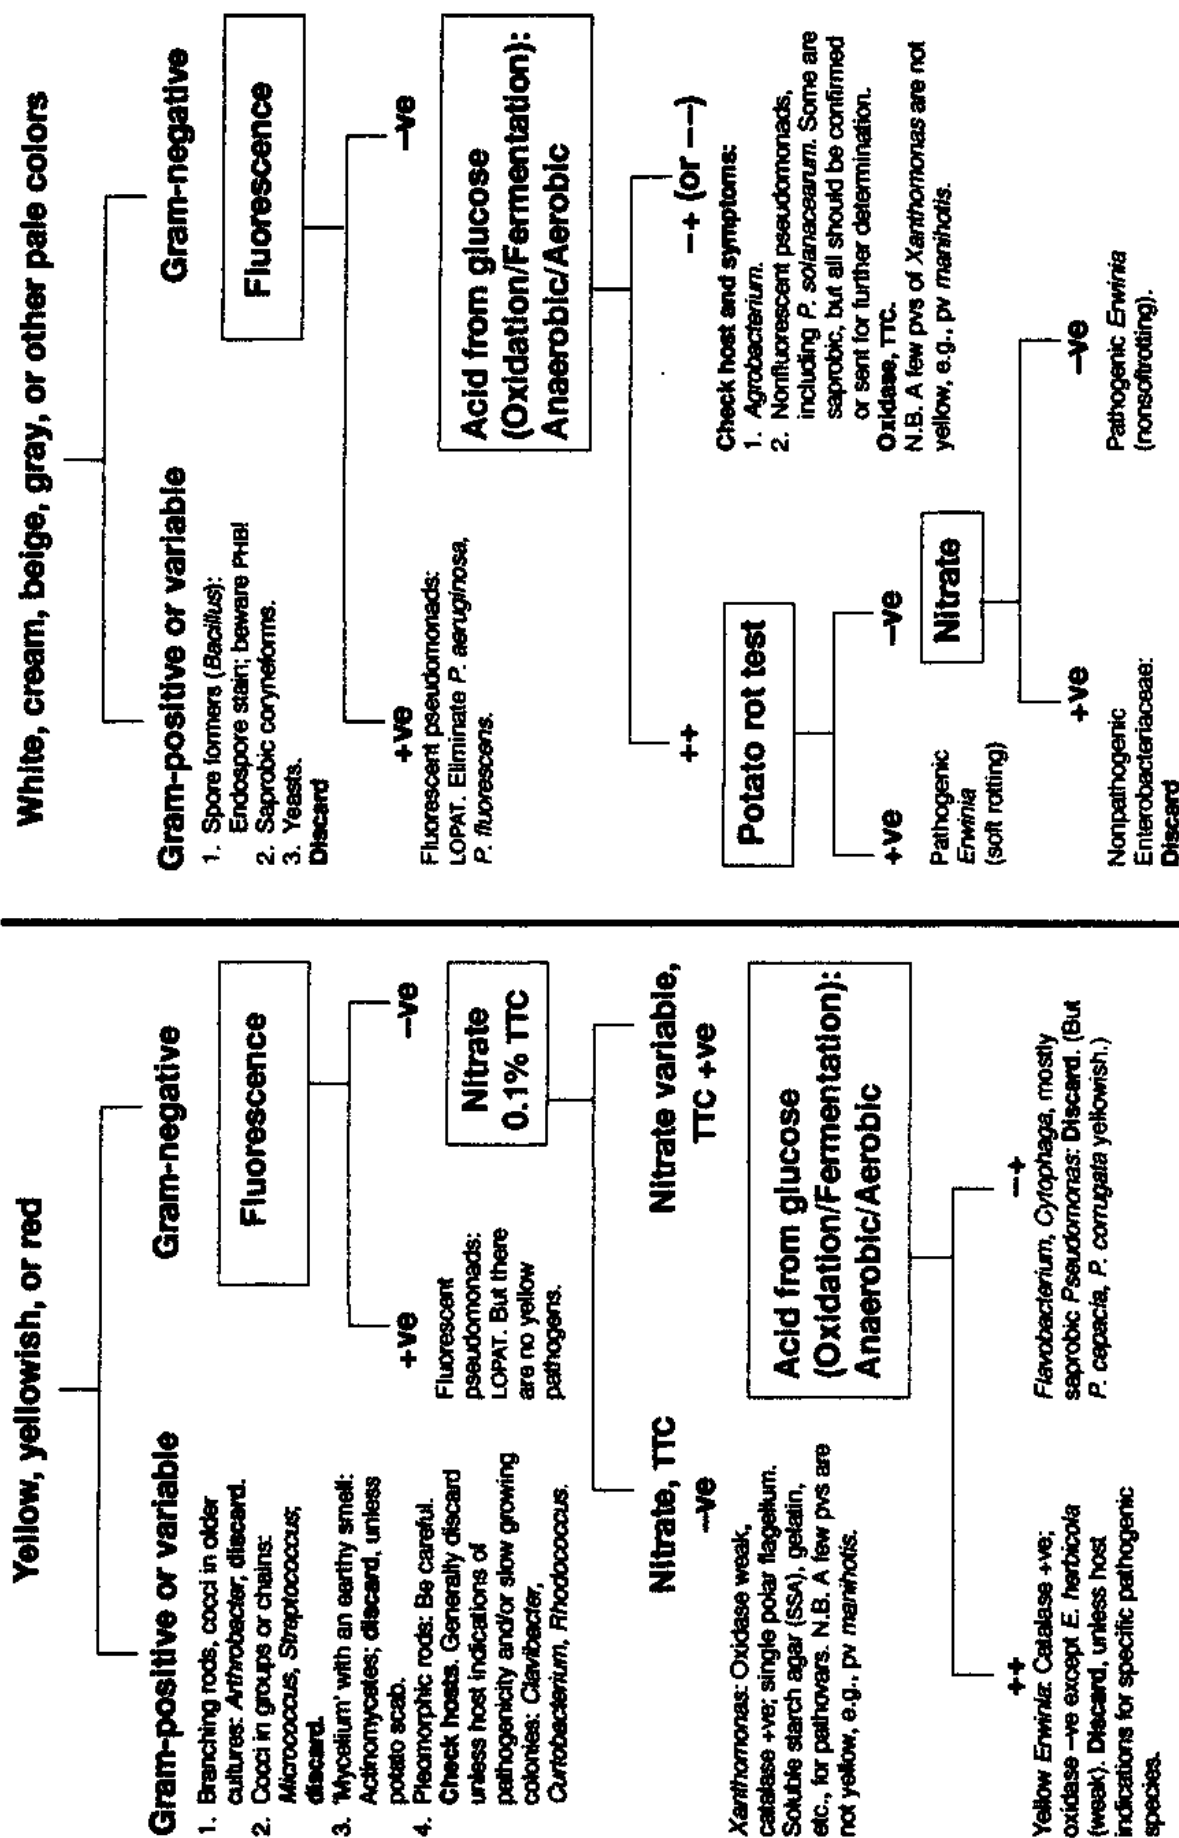 Yellow, yellowish, or red
Gram-positive or variable
1. Branching rods, cocci in older
cultures: Arthrobacter; discard.
2. Cocci in groups or chains:
Micrococcus, Streptococcus;
discard.
3. 'Mycelium' with an earthy smell:
Actinomycetes; discard, unless
potato scab.
4. Pleomorphic rods: Be careful.
Check hosts. Generally discard
unless host indications of
pathogenicity and/or slow growing
colonies: Clavibacter,
Curtobacterium, Rhodococcus.
Gram-negative
Fluorescence
+ve
Fluorescent
pseudomonads:
LOPAT. But there
are no yellow
pathogens.
–ve
Nitrate
0.1% TTC
Nitrate, TTC
–ve
Xanthomonas: Oxidase weak,
catalase +ve; single polar flagellum.
Soluble starch agar (SSA), gelatin,
etc., for pathovars. N.B. A few pvs are
not yellow, e.g., pv manihotis.
Nitrate variable,
TTC +ve
Acid from glucose
(Oxidation/Fermentation):
Anaerobic/Aerobic
++
Yellow Erwinia: Catalase +ve;
oxidase –ve except E. herbicola
(weak). Discard, unless host
indications for specific pathogenic
species.
–+
Flavobacterium, Cytophaga, mostly
saprobic Pseudomonas: Discard. (But
P. capacia, P. corrugata yellowish.)
White, cream, beige, gray, or other pale colors
Gram-positive or variable
1. Spore formers (Bacillus):
Endospore stain; beware PHB!
2. Saprobic coryneforms.
3. Yeasts.
Discard
Gram-negative
Fluorescence
+ve
Fluorescent pseudomonads:
LOPAT. Eliminate P. aeruginosa,
P. fluorescens.
–ve
Acid from glucose
(Oxidation/Fermentation):
Anaerobic/Aerobic
++
Potato rot test
+ve
Pathogenic
Erwinia
(soft rotting)
–ve
Nitrate
+ve
Nonpathogenic
Enterobacteriaceae:
Discard
–ve
Pathogenic Erwinia
(nonsoftrotting).
–+ (or ––)
Check host and symptoms:
1. Agrobacterium.
2. Nonfluorescent pseudomonads,
including P. solanacearum. Some are
saprobic, but all should be confirmed
or sent for further determination.
Oxidase, TTC.
N.B. A few pvs of Xanthomonas are not
yellow, e.g., pv manihotis.